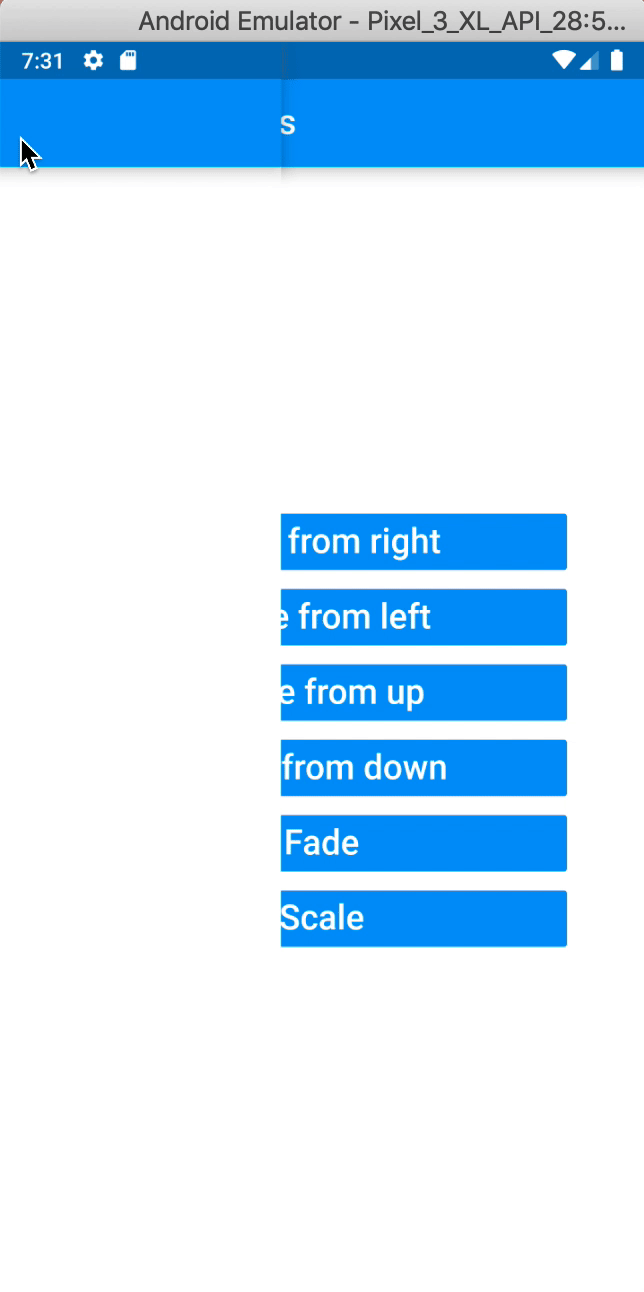 Android Emulator - Pixel_3_XL_API_28:5...
7:31
s
from right
e from left
e from up
from down
Fade
Scale